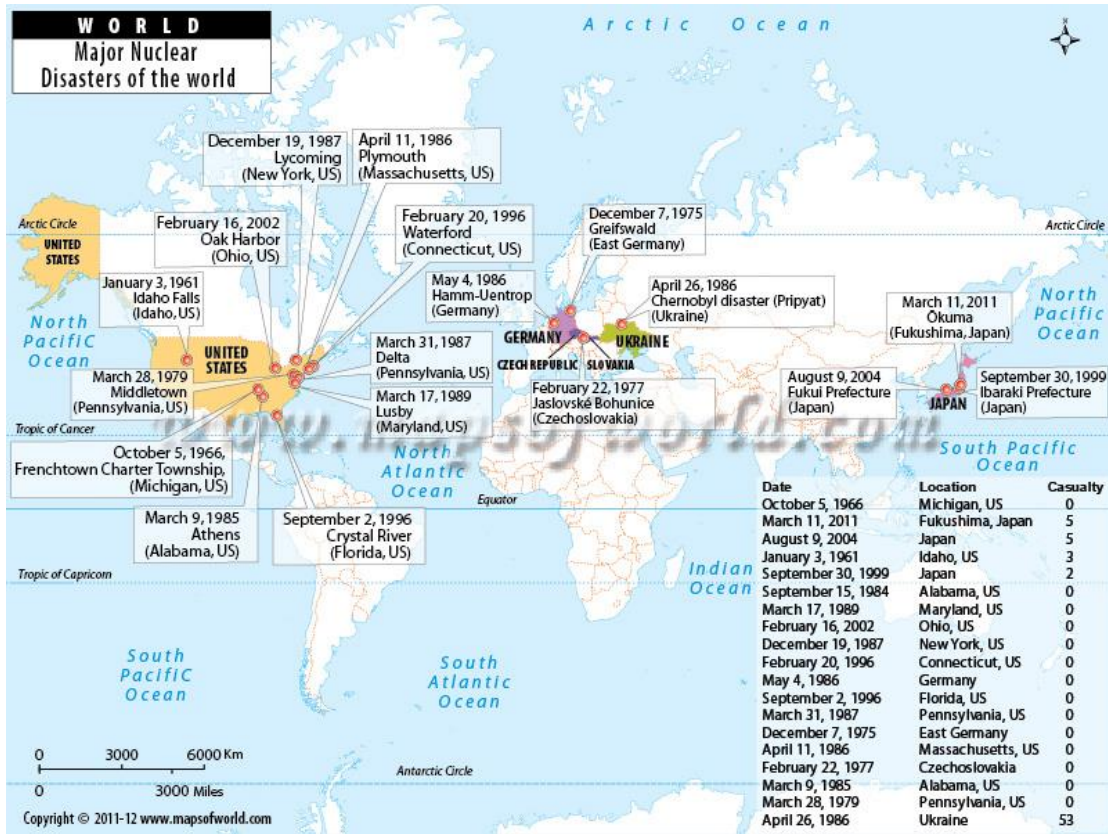 WORLD
Major Nuclear
Disasters of the world
Arctic Ocean
N
December 19, 1987
Lycoming
(New York, US)
April 11, 1986
Plymouth
(Massachusetts, US)
Arctic Circle
UNITED
STATES
February 16, 2002
Oak Harbor
(Ohio, US)
February 20, 1996
Waterford
(Connecticut, US)
December 7, 1975
Greifswald
(East Germany)
Arctic Circle
January 3, 1961
Idaho Falls
(Idaho, US)
May 4, 1986
Hamm-Uentrop
(Germany)
April 26, 1986
Chernobyl disaster (Pripyat)
(Ukraine)
March 11, 2011
Ōkuma
(Fukushima, Japan)
North
PacifiC
Ocean
North
Pacific
Ocean
UNITED
STATES
GERMANY
UKRAINE
CZECH REPUBLIC
SLOVAKIA
March 28, 1979
Middletown
(Pennsylvania, US)
March 31, 1987
Delta
(Pennsylvania, US)
March 17, 1989
Lusby
(Maryland, US)
February 22, 1977
Jaslovské Bohunice
(Czechoslovakia)
August 9, 2004
Fukui Prefecture
(Japan)
JAPAN
September 30, 1999
Ibaraki Prefecture
(Japan)
Tropic of Cancer
Tropic of Cancer
www.mapsofworld.com
October 5, 1966,
Frenchtown Charter Township,
(Michigan, US)
North
Atlantic
Ocean
South Pacific
Ocean
Equator
March 9, 1985
Athens
(Alabama, US)
September 2, 1996
Crystal River
(Florida, US)
Tropic of Capricorn
Indian
Ocean
South
PacifiC
Ocean
South
Atlantic
Ocean
Date Location Casualty
October 5, 1966 Michigan, US 0
March 11, 2011 Fukushima, Japan 5
August 9, 2004 Japan 5
January 3, 1961 Idaho, US 3
September 30, 1999 Japan 2
September 15, 1984 Alabama, US 0
March 17, 1989 Maryland, US 0
February 16, 2002 Ohio, US 0
December 19, 1987 New York, US 0
February 20, 1996 Connecticut, US 0
May 4, 1986 Germany 0
September 2, 1996 Florida, US 0
March 31, 1987 Pennsylvania, US 0
December 7, 1975 East Germany 0
April 11, 1986 Massachusetts, US 0
February 22, 1977 Czechoslovakia 0
March 9, 1985 Alabama, US 0
March 28, 1979 Pennsylvania, US 0
April 26, 1986 Ukraine 53
0 3000 6000 Km
0 3000 Miles
Antarctic Circle
Copyright © 2011-12 www.mapsofworld.com